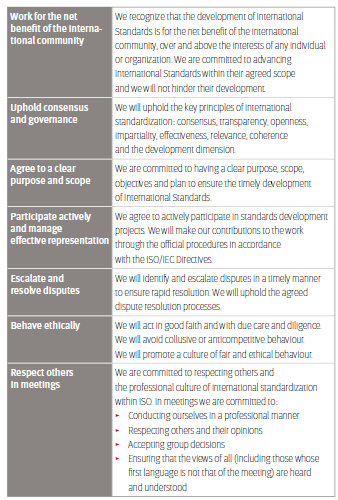 Work for the net
benefit of the interna-
tional community
We recognize that the development of International
Standards is for the net benefit of the international
community, over and above the interests of any individual
or organization. We are committed to advancing
International Standards within their agreed scope
and we will not hinder their development.
Uphold consensus
and governance
We will uphold the key principles of international
standardization: consensus, transparency, openness,
impartiality, effectiveness, relevance, coherence
and the development dimension.
Agree to a clear
purpose and scope
We are committed to having a clear purpose, scope,
objectives and plan to ensure the timely development
of International Standards.
Participate actively
and manage
effective representation
We agree to actively participate in standards development
projects. We will make our contributions to the work
through the official procedures in accordance
with the ISO/IEC Directives.
Escalate and
resolve disputes
We will identify and escalate disputes in a timely manner
to ensure rapid resolution. We will uphold the agreed
dispute resolution processes.
Behave ethically
We will act in good faith and with due care and diligence.
We will avoid collusive or anticompetitive behaviour.
We will promote a culture of fair and ethical behaviour.
Respect others
in meetings
We are committed to respecting others and
the professional culture of international standardization
within ISO. In meetings we are committed to:
► Conducting ourselves in a professional manner
► Respecting others and their opinions
► Accepting group decisions
► Ensuring that the views of all (including those whose
first language is not that of the meeting) are heard
and understood